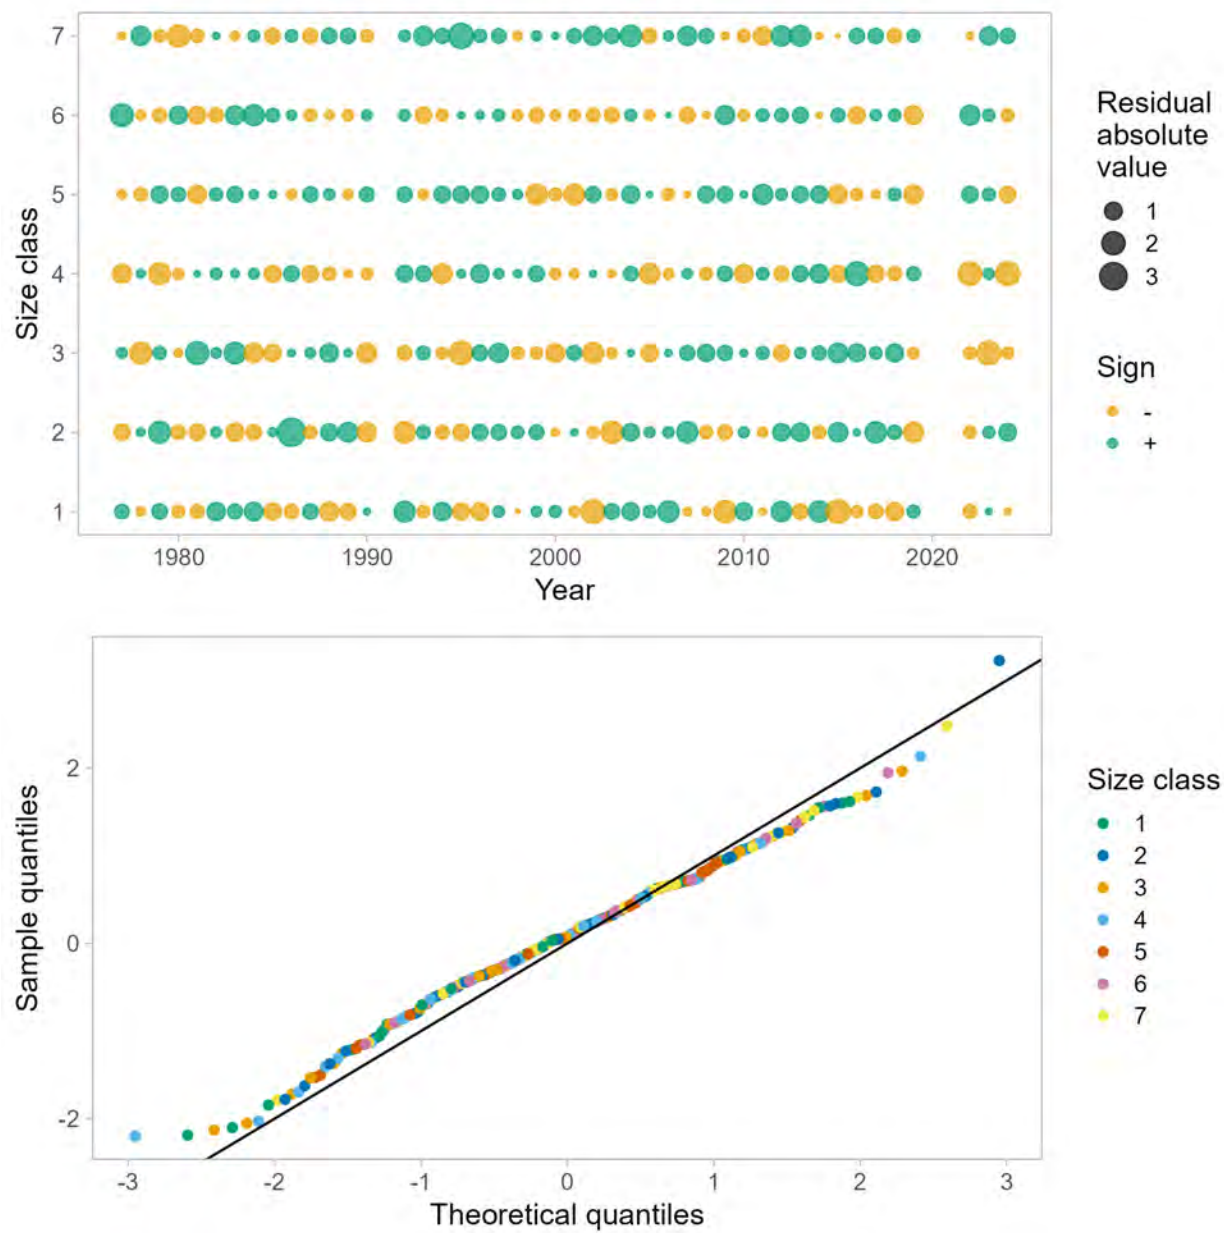 Size class
7
6
5
4
3
2
1
1980 1990 2000 2010 2020
Year
Residual
absolute
value
1
2
3
Sign
-
+
Sample quantiles
2
0
-2
-3 -2 -1 0 1 2 3
Theoretical quantiles
Size class
1
2
3
4
5
6
7